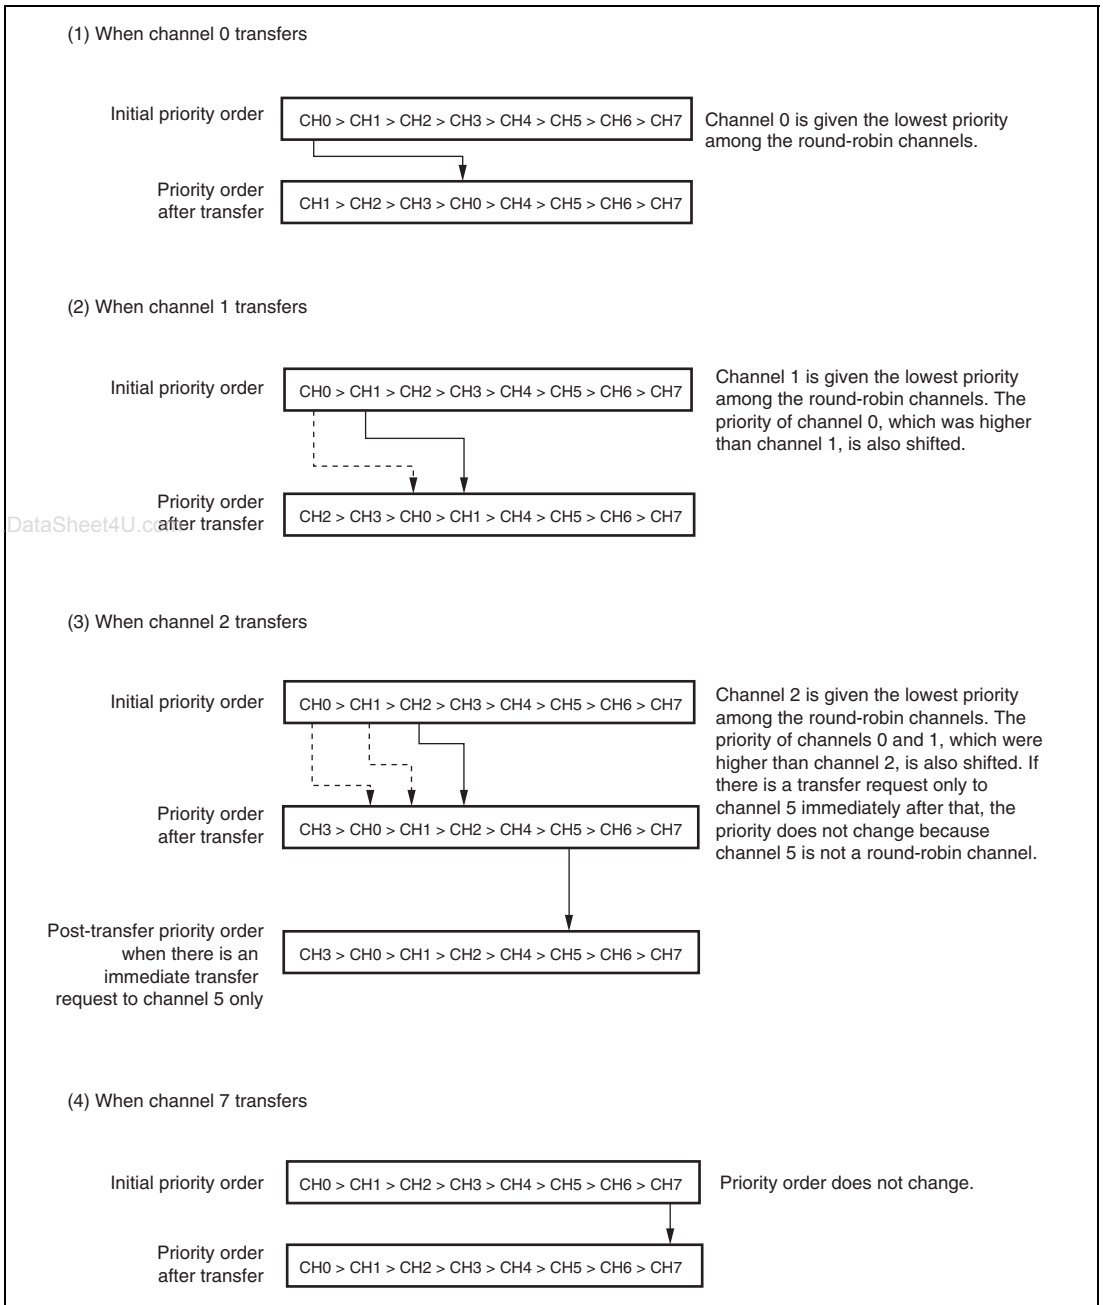 (1) When channel 0 transfers
Initial priority order
CH0 > CH1 > CH2 > CH3 > CH4 > CH5 > CH6 > CH7
Channel 0 is given the lowest priority
among the round-robin channels.
Priority order
after transfer
CH1 > CH2 > CH3 > CH0 > CH4 > CH5 > CH6 > CH7
(2) When channel 1 transfers
Initial priority order
CH0 > CH1 > CH2 > CH3 > CH4 > CH5 > CH6 > CH7
Channel 1 is given the lowest priority
among the round-robin channels. The
priority of channel 0, which was higher
than channel 1, is also shifted.
Priority order
after transfer
CH2 > CH3 > CH0 > CH1 > CH4 > CH5 > CH6 > CH7
DataSheet4U.com
(3) When channel 2 transfers
Initial priority order
CH0 > CH1 > CH2 > CH3 > CH4 > CH5 > CH6 > CH7
Channel 2 is given the lowest priority
among the round-robin channels. The
priority of channels 0 and 1, which were
higher than channel 2, is also shifted. If
there is a transfer request only to
channel 5 immediately after that, the
priority does not change because
channel 5 is not a round-robin channel.
Priority order
after transfer
CH3 > CH0 > CH1 > CH2 > CH4 > CH5 > CH6 > CH7
Post-transfer priority order
when there is an
immediate transfer
request to channel 5 only
CH3 > CH0 > CH1 > CH2 > CH4 > CH5 > CH6 > CH7
(4) When channel 7 transfers
Initial priority order
CH0 > CH1 > CH2 > CH3 > CH4 > CH5 > CH6 > CH7
Priority order does not change.
Priority order
after transfer
CH0 > CH1 > CH2 > CH3 > CH4 > CH5 > CH6 > CH7